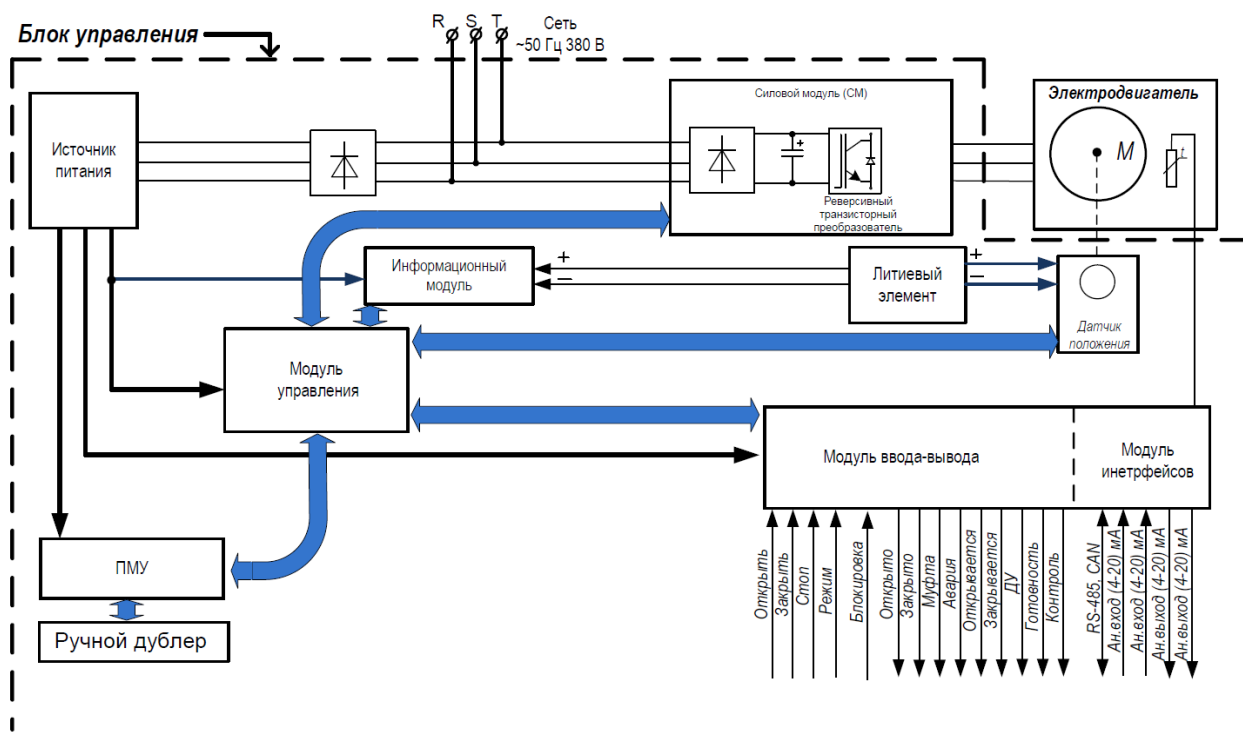 Блок управления
R S T
Сеть
~50 Гц 380 В
Источник
питания
Силовой модуль (СМ)
Реверсивный
транзисторный
преобразователь
Электродвигатель
M
t
Информационный
модуль
+
–
Литиевый
элемент
+
–
Датчик
положения
Модуль
управления
Модуль ввода-вывода
Модуль
инетрфейсов
ПМУ
Ручной дублер
Открыть
Закрыть
Стоп
Режим
Блокировка
Открыто
Закрыто
Муфта
Авария
Открывается
Закрывается
ДУ
Готовность
Контроль
RS-485, CAN
Ан.вход (4-20) мА
Ан.вход (4-20) мА
Ан.выход (4-20) мА
Ан.выход (4-20) мА
+